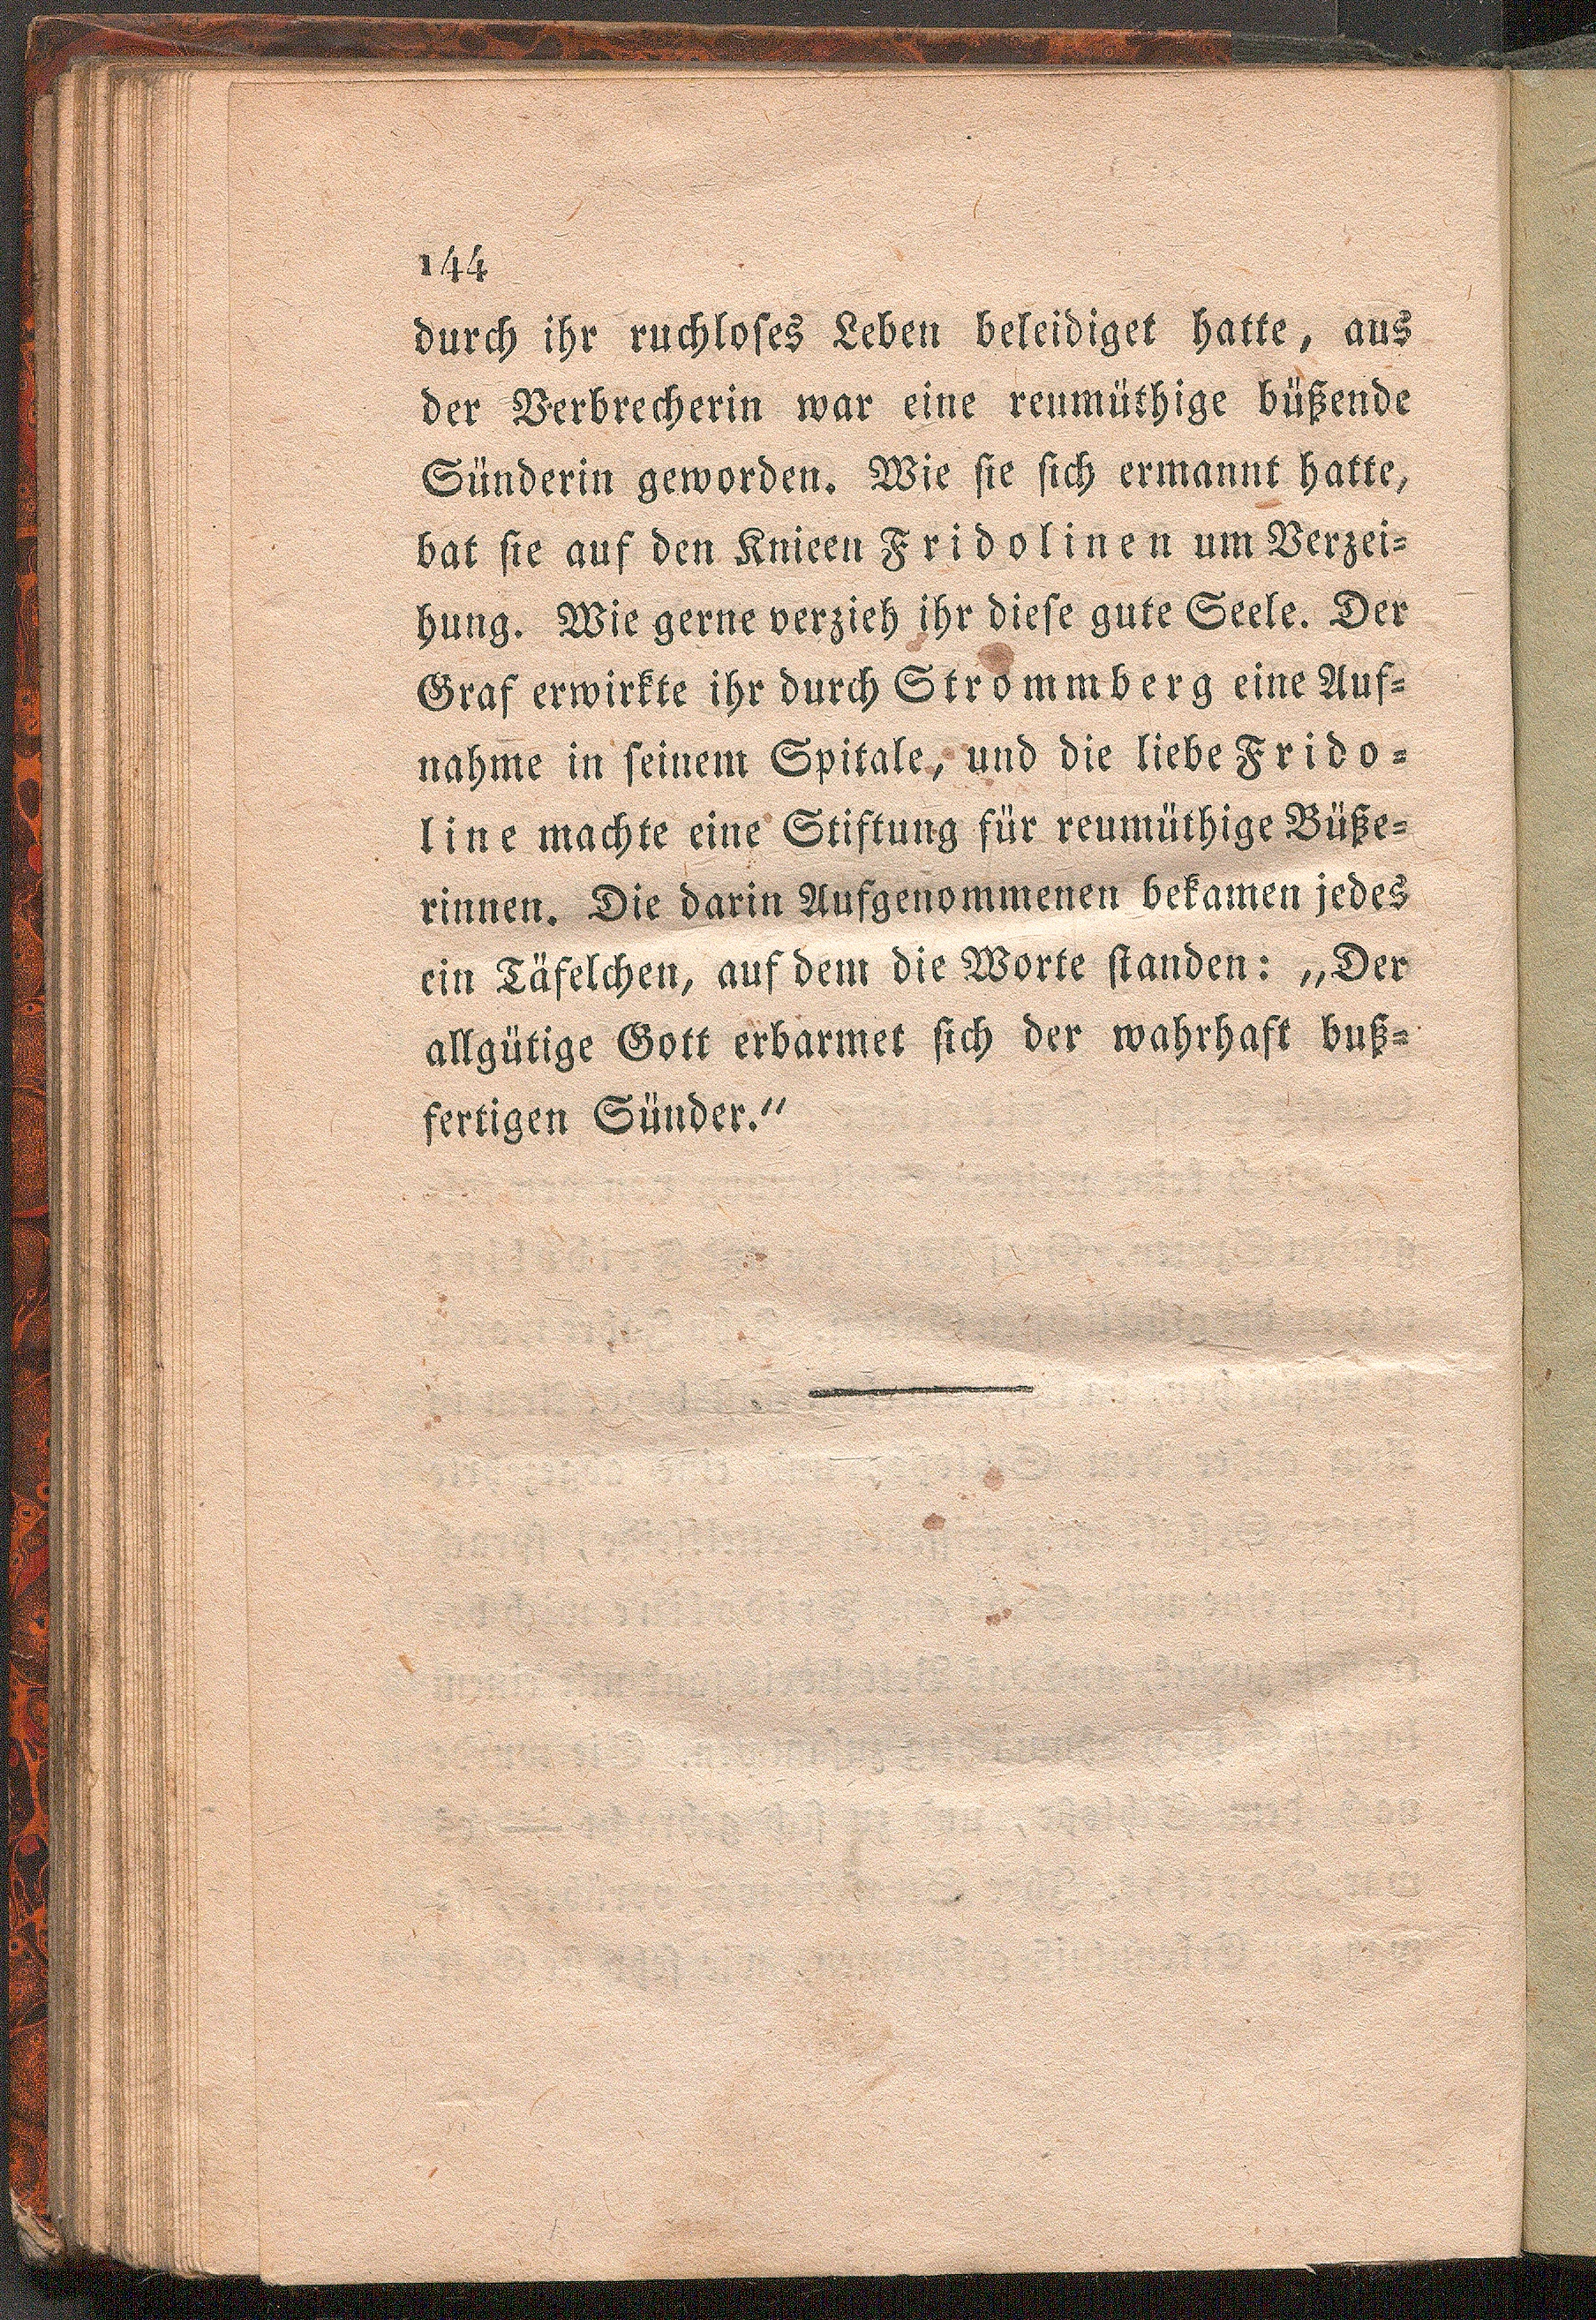 144
durch ihr ruchloſes Leben beleidiget hatte, aus
der Verbrecherin war eine reumüthige büßende
Sünderin geworden. Wie ſie ſich ermannt hatte,
bat ſie auf den Knieen Fridolinen um Verzei⸗
hung. Wie gerne verzieh ihr dieſe gute Seele. Der
Graf erwirkte ihr durch Strommberg eine Auf⸗
nahme in ſeinem Spitale, und die liebe Frido⸗
line machte eine Stiftung für reumüthige Büße⸗
rinnen. Die darin Aufgenommenen bekamen jedes
ein Täfelchen, auf dem die Worte ſtanden: „Der
allgütige Gott erbarmet ſich der wahrhaft buß⸗
fertigen Sünder.“